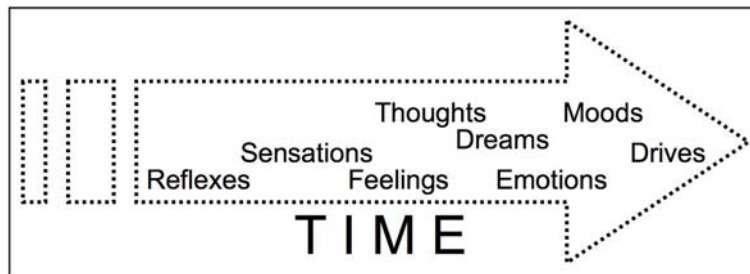 Thoughts Moods
Dreams
Sensations Drives
Reflexes Feelings Emotions
TIME